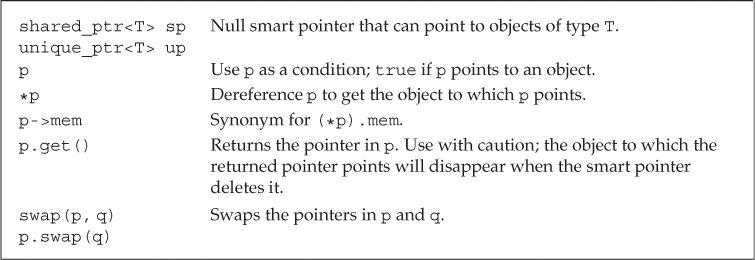 shared_ptr<T> sp Null smart pointer that can point to objects of type T.
unique_ptr<T> up
p Use p as a condition; true if p points to an object.
*p Dereference p to get the object to which p points.
p->mem Synonym for (*p).mem.
p.get() Returns the pointer in p. Use with caution; the object to which the
returned pointer points will disappear when the smart pointer
deletes it.
swap(p, q) Swaps the pointers in p and q.
p.swap(q)